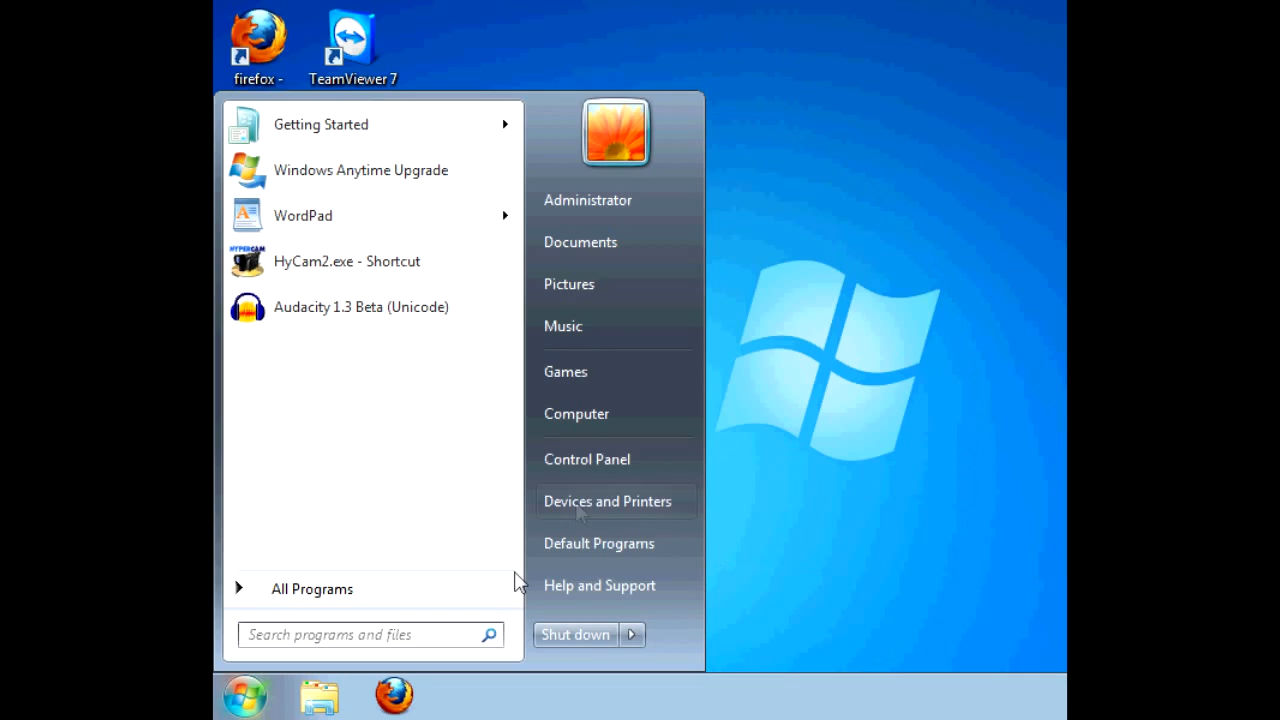 firefox -
TeamViewer 7
Getting Started
Windows Anytime Upgrade
WordPad
HYPERCAM
HyCam2.exe - Shortcut
Audacity 1.3 Beta (Unicode)
All Programs
Search programs and files
Administrator
Documents
Pictures
Music
Games
Computer
Control Panel
Devices and Printers
Default Programs
Help and Support
Shut down